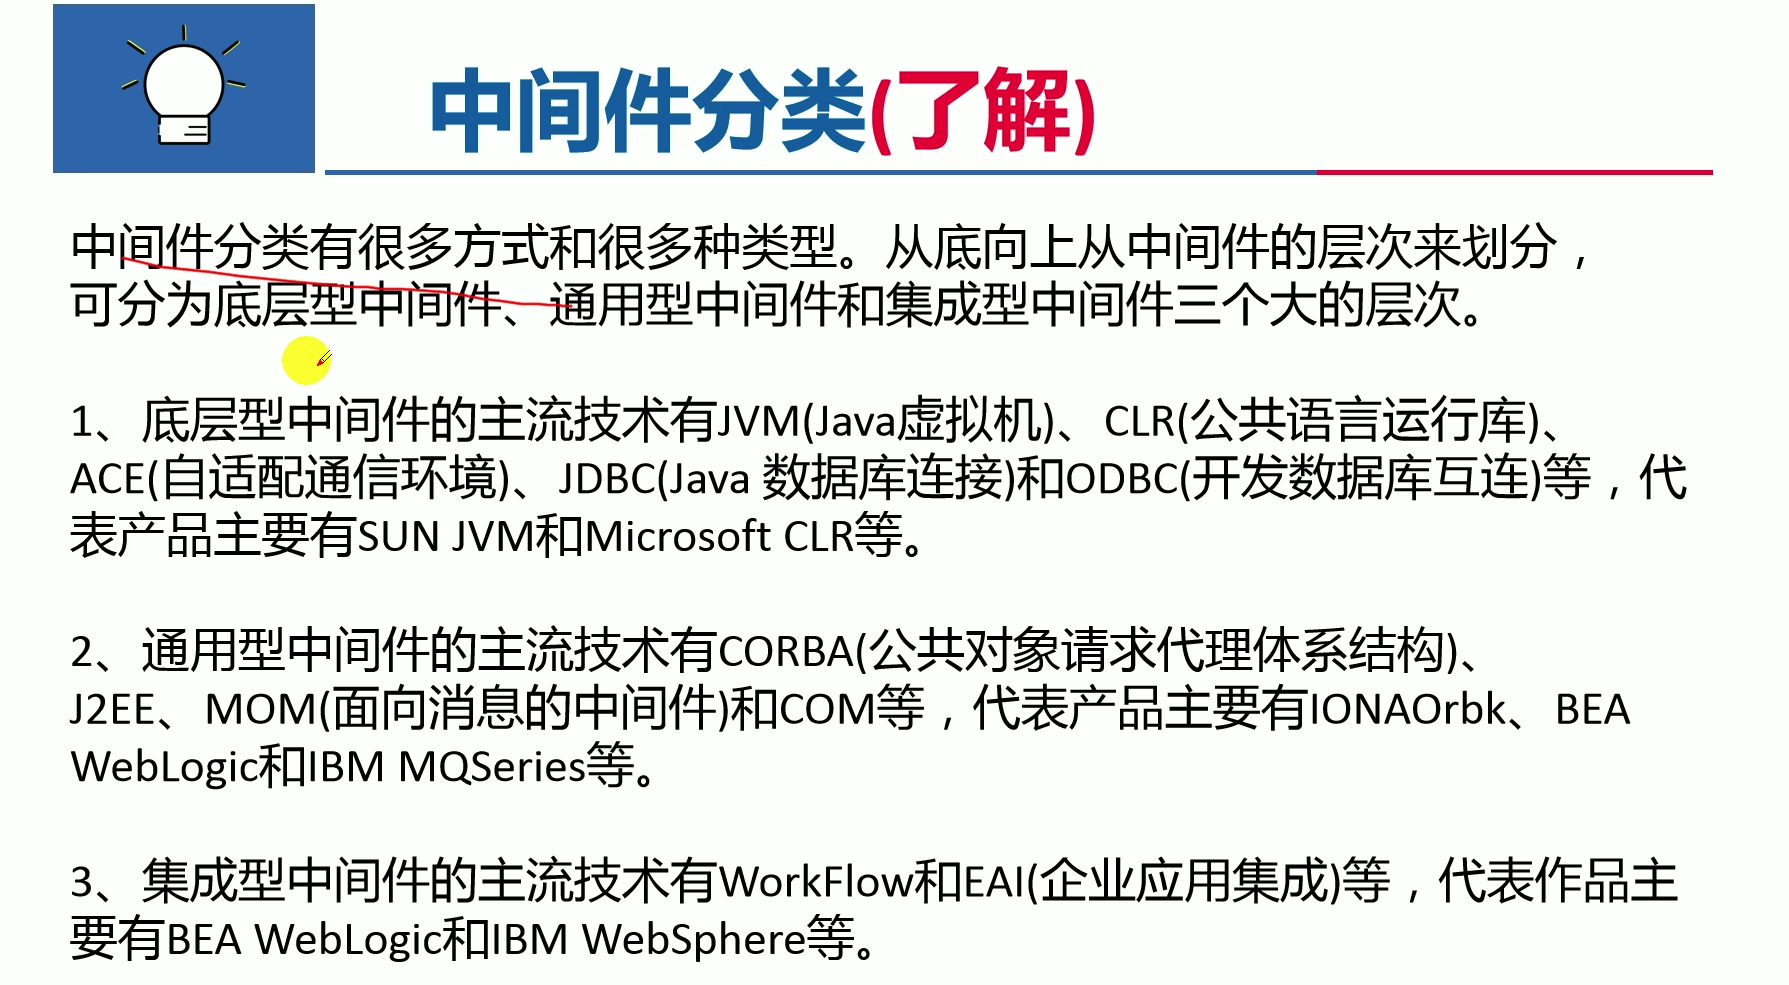 中间件分类(了解)
中间件分类有很多方式和很多种类型。从底向上从中间件的层次来划分，
可分为底层型中间件、通用型中间件和集成型中间件三个大的层次。
1、底层型中间件的主流技术有JVM(Java虚拟机)、CLR(公共语言运行库)、
ACE(自适配通信环境)、JDBC(Java 数据库连接)和ODBC(开发数据库互连)等，代
表产品主要有SUN JVM和Microsoft CLR等。
2、通用型中间件的主流技术有CORBA(公共对象请求代理体系结构)、
J2EE、MOM(面向消息的中间件)和COM等，代表产品主要有IONAOrbk、BEA
WebLogic和IBM MQSeries等。
3、集成型中间件的主流技术有WorkFlow和EAI(企业应用集成)等，代表作品主
要有BEA WebLogic和IBM WebSphere等。